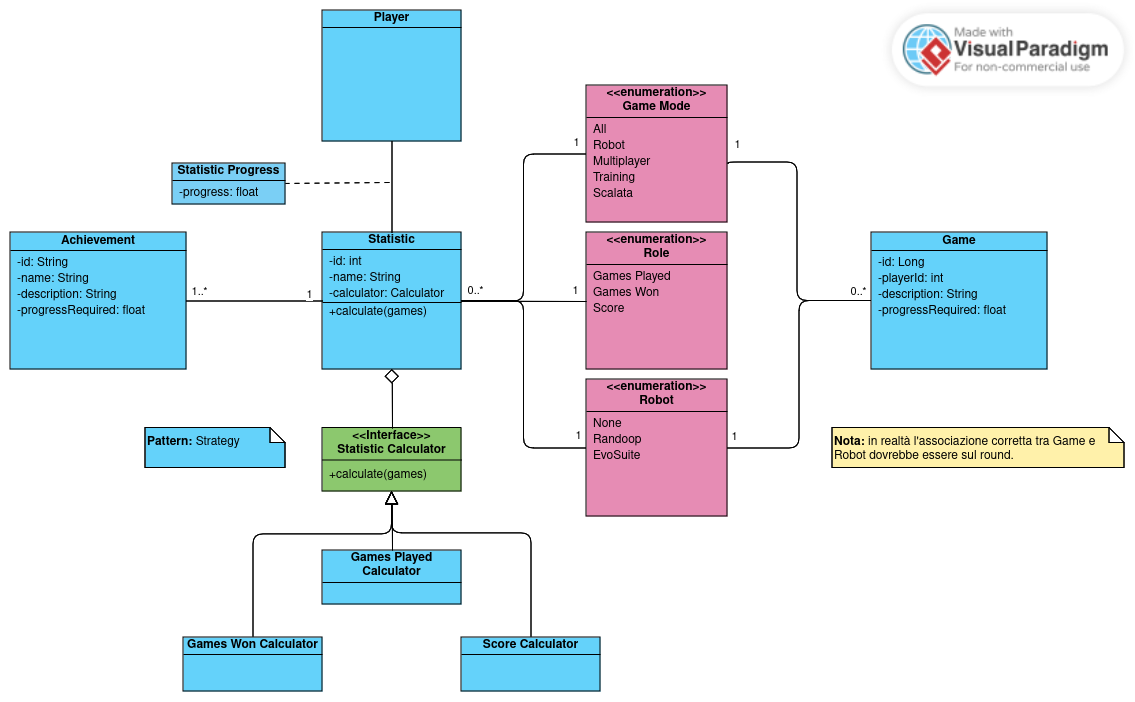 Player
Made with
Visual Paradigm
For non-commercial use
<<enumeration>>
Game Mode
All
Robot
Multiplayer
Training
Scalata
1
1
Statistic Progress
-progress: float
Achievement
-id: String
-name: String
-description: String
-progressRequired: float
1..*
1
Statistic
-id: int
-name: String
-calculator: Calculator
+calculate(games)
0..*
1
<<enumeration>>
Role
Games Played
Games Won
Score
Game
-id: Long
-playerId: int
-description: String
-progressRequired: float
0..*
<<enumeration>>
Robot
None
Randoop
EvoSuite
1
1
Pattern: Strategy
<<Interface>>
Statistic Calculator
+calculate(games)
Nota: in realtà l'associazione corretta tra Game e
Robot dovrebbe essere sul round.
Games Played
Calculator
Games Won Calculator
Score Calculator